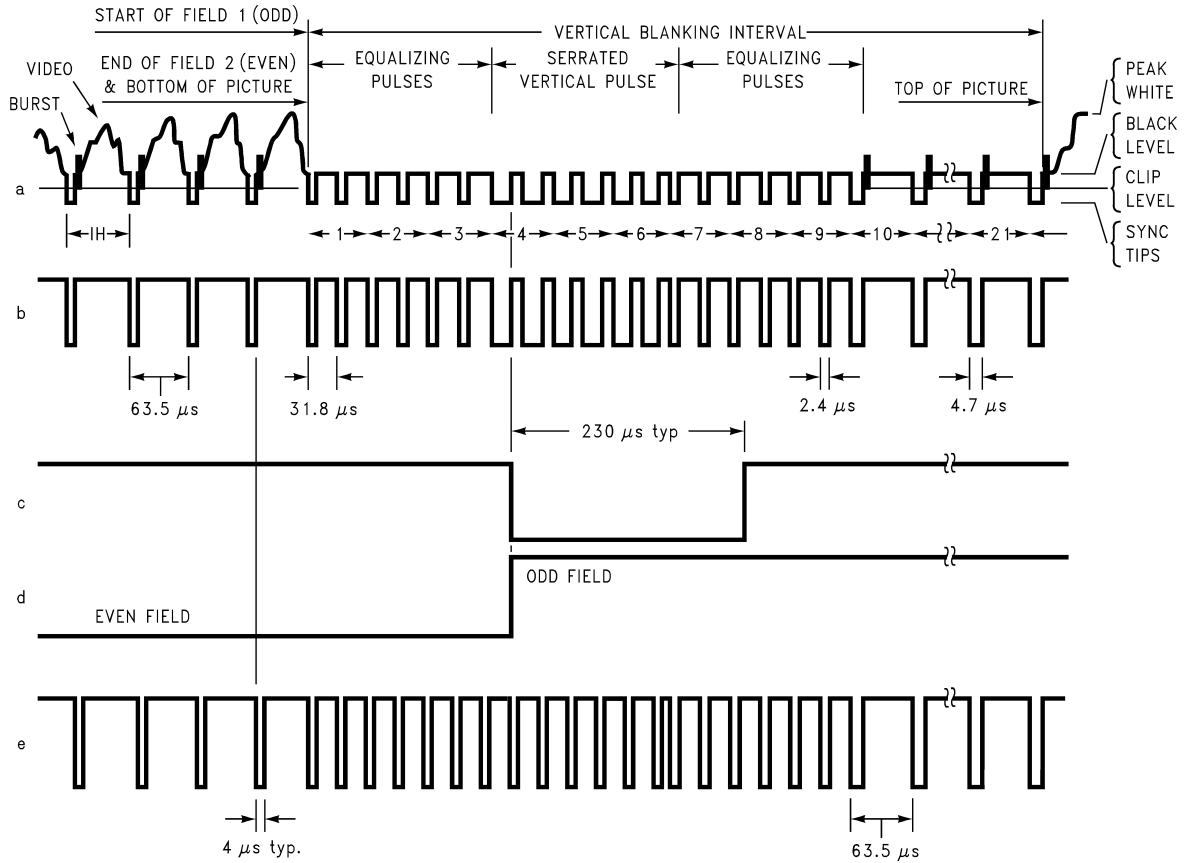 START OF FIELD 1 (ODD)
VERTICAL BLANKING INTERVAL
END OF FIELD 2 (EVEN)
& BOTTOM OF PICTURE
EQUALIZING
PULSES
SERRATED
VERTICAL PULSE
EQUALIZING
PULSES
TOP OF PICTURE
VIDEO
BURST
PEAK
WHITE
BLACK
LEVEL
CLIP
LEVEL
SYNC
TIPS
a
1H
1 2 3 4 5 6 7 8 9 10 21
b
63.5 μs
31.8 μs
2.4 μs
4.7 μs
230 μs typ
c
ODD FIELD
d
EVEN FIELD
e
4 μs typ.
63.5 μs